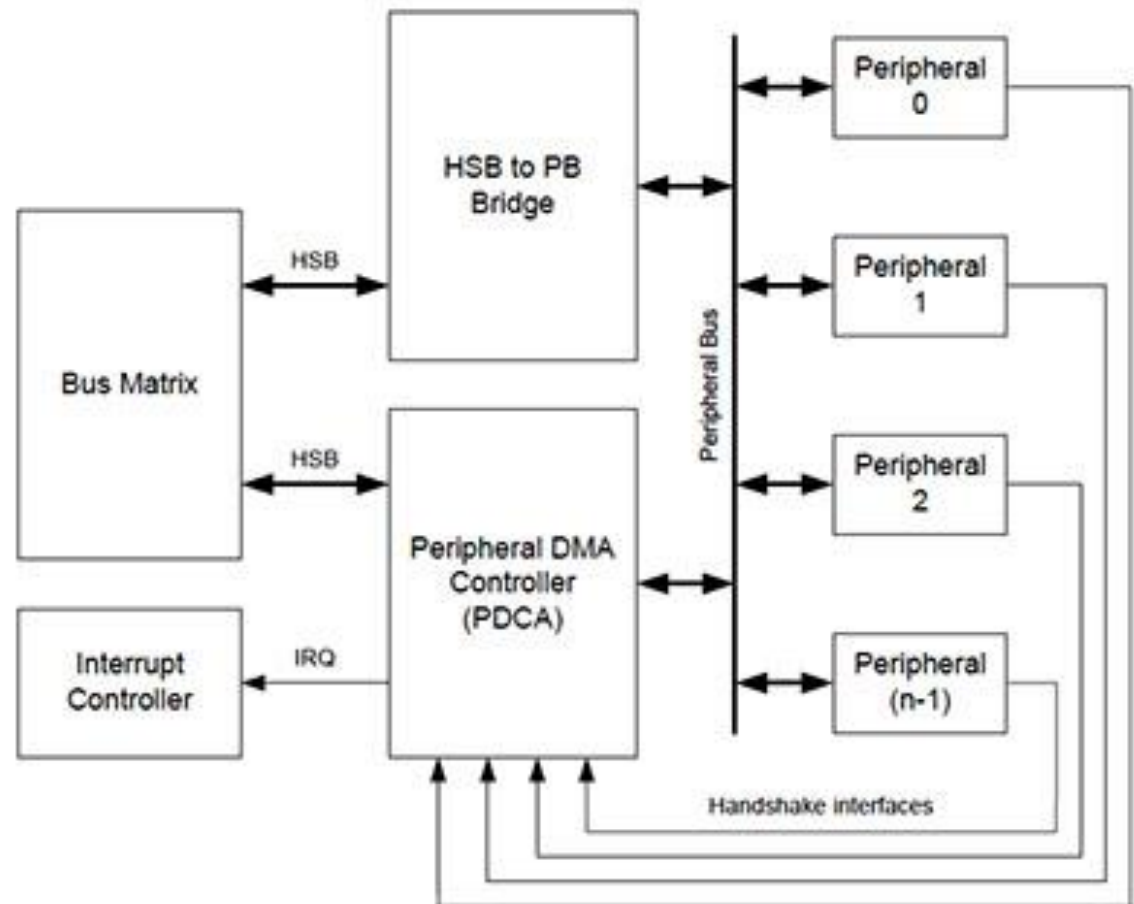 Peripheral
0
HSB to PB
Bridge
HSB
Peripheral
1
Bus Matrix
Peripheral Bus
HSB
Peripheral
2
Peripheral DMA
Controller
(PDCA)
Interrupt
Controller
IRQ
Peripheral
(n-1)
Handshake interfaces